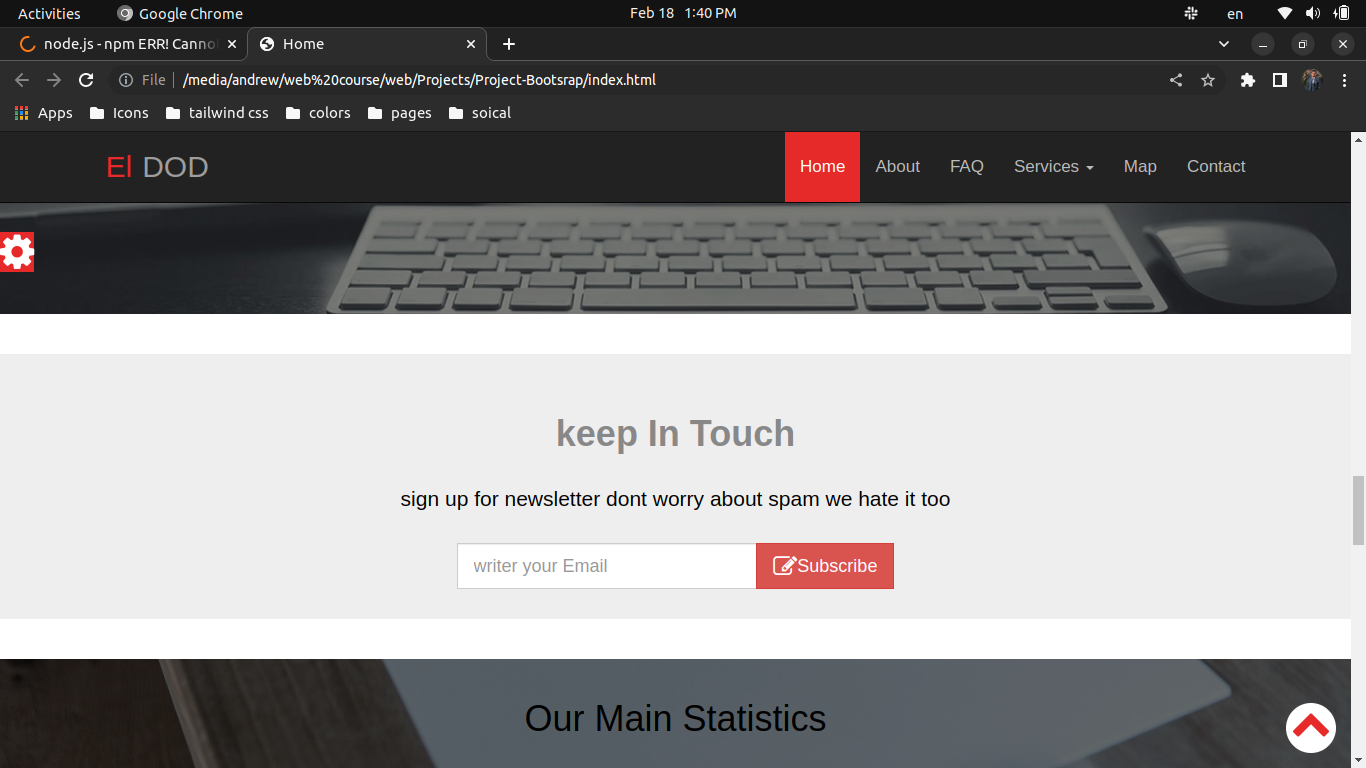 Activities Google Chrome Feb 18 1:40 PM en
node.js - npm ERR! Canno Home
File /media/andrew/web%20course/web/Projects/Project-Bootsrap/index.html
Apps Icons tailwind css colors pages soical
El DOD Home About FAQ Services Map Contact
keep In Touch
sign up for newsletter dont worry about spam we hate it too
writer your Email Subscribe
Our Main Statistics